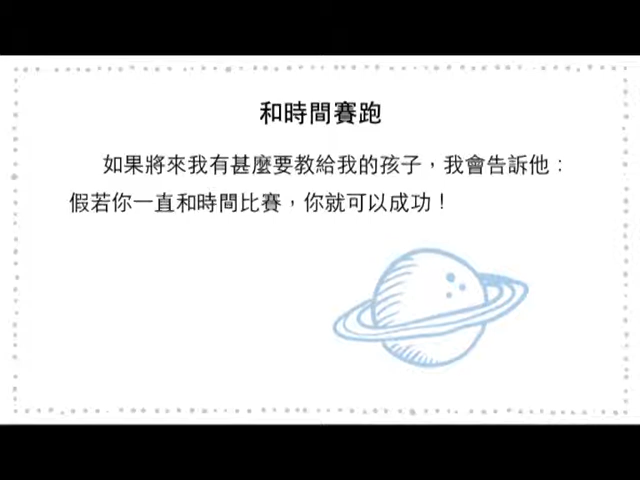 和時間賽跑
如果將來我有甚麼要教給我的孩子，我會告訴他：
假若你一直和時間比賽，你就可以成功！